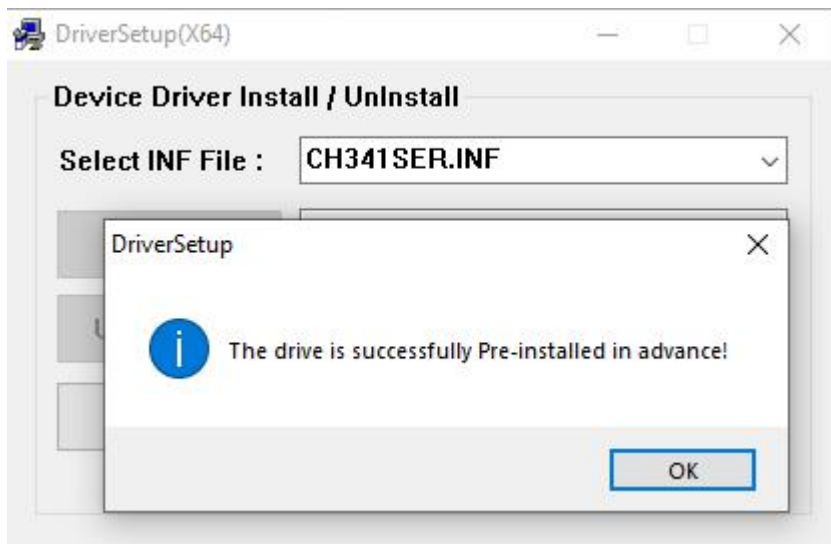 DriverSetup(X64)
Device Driver Install / UnInstall
Select INF File :
CH341SER.INF
DriverSetup
The drive is successfully Pre-installed in advance!
OK